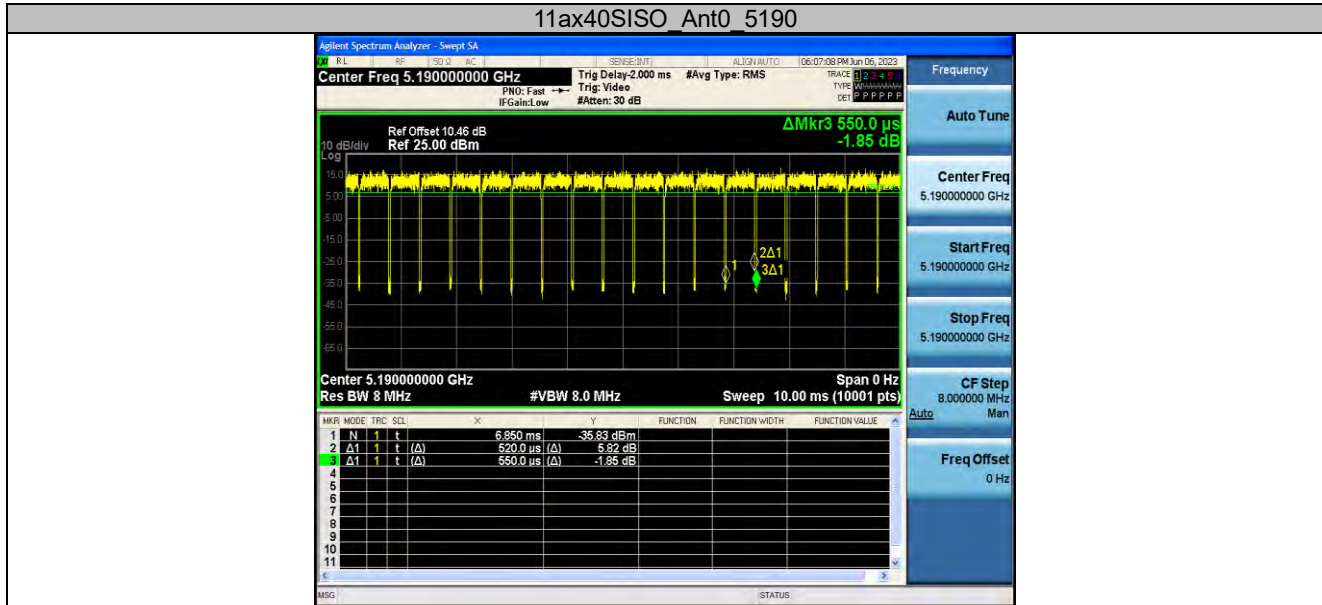 11ax40SISO_Ant0_5190
Agilent Spectrum Analyzer - Swept SA
RL RF 50 Ω AC SENSE:INT ALIGN AUTO 06:07:08 PM Jun 06, 2023
Center Freq 5.190000000 GHz
Trig Delay-2.000 ms #Avg Type: RMS
TRACE 1 2 3 4 5 6
PNO: Fast Trig: Video
TYPE
IFGain:Low #Atten: 30 dB
DET P P P P P P
ΔMkr3 550.0 µs
-1.85 dB
Ref Offset 10.46 dB
10 dB/div Ref 25.00 dBm
Log
15.0
5.00
-5.00
-15.0
-25.0
-35.0
-45.0
-55.0
-65.0
1
2Δ1
3Δ1
Center 5.190000000 GHz Span 0 Hz
Res BW 8 MHz #VBW 8.0 MHz Sweep 10.00 ms (10001 pts)
MKR MODE TRC SCL X Y FUNCTION FUNCTION WIDTH FUNCTION VALUE
1 N 1 t 6.850 ms -35.83 dBm
2 Δ1 1 t (Δ) 520.0 µs (Δ) 5.82 dB
3 Δ1 1 t (Δ) 550.0 µs (Δ) -1.85 dB
4
5
6
7
8
9
10
11
MSG STATUS
Frequency
Auto Tune
Center Freq
5.190000000 GHz
Start Freq
5.190000000 GHz
Stop Freq
5.190000000 GHz
CF Step
8.000000 MHz
Auto Man
Freq Offset
0 Hz